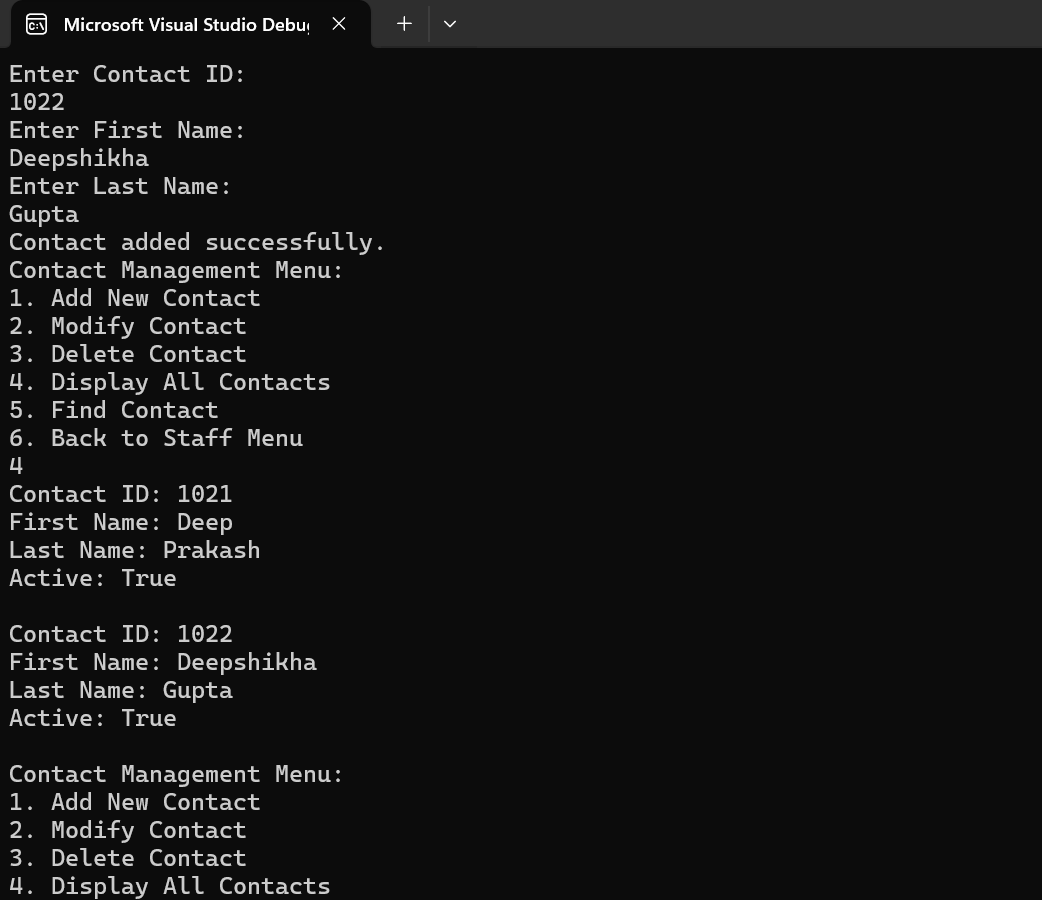 Microsoft Visual Studio Debu
Enter Contact ID:
1022
Enter First Name:
Deepshikha
Enter Last Name:
Gupta
Contact added successfully.
Contact Management Menu:
1. Add New Contact
2. Modify Contact
3. Delete Contact
4. Display All Contacts
5. Find Contact
6. Back to Staff Menu
4
Contact ID: 1021
First Name: Deep
Last Name: Prakash
Active: True
Contact ID: 1022
First Name: Deepshikha
Last Name: Gupta
Active: True
Contact Management Menu:
1. Add New Contact
2. Modify Contact
3. Delete Contact
4. Display All Contacts